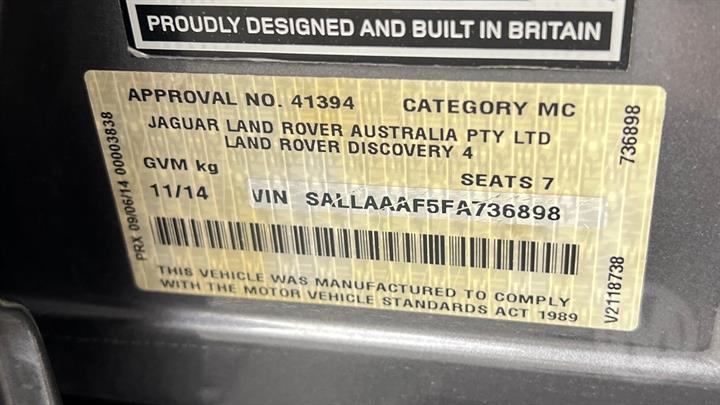 PROUDLY DESIGNED AND BUILT IN BRITAIN
APPROVAL NO. 41394 CATEGORY MC
JAGUAR LAND ROVER AUSTRALIA PTY LTD
LAND ROVER DISCOVERY 4
GVM kg
SEATS 7
11/14 VIN SALLAAAF5FA736898
THIS VEHICLE WAS MANUFACTURED TO COMPLY
WITH THE MOTOR VEHICLE STANDARDS ACT 1989
PRX 09/06/14 00003838
736898
V2118738